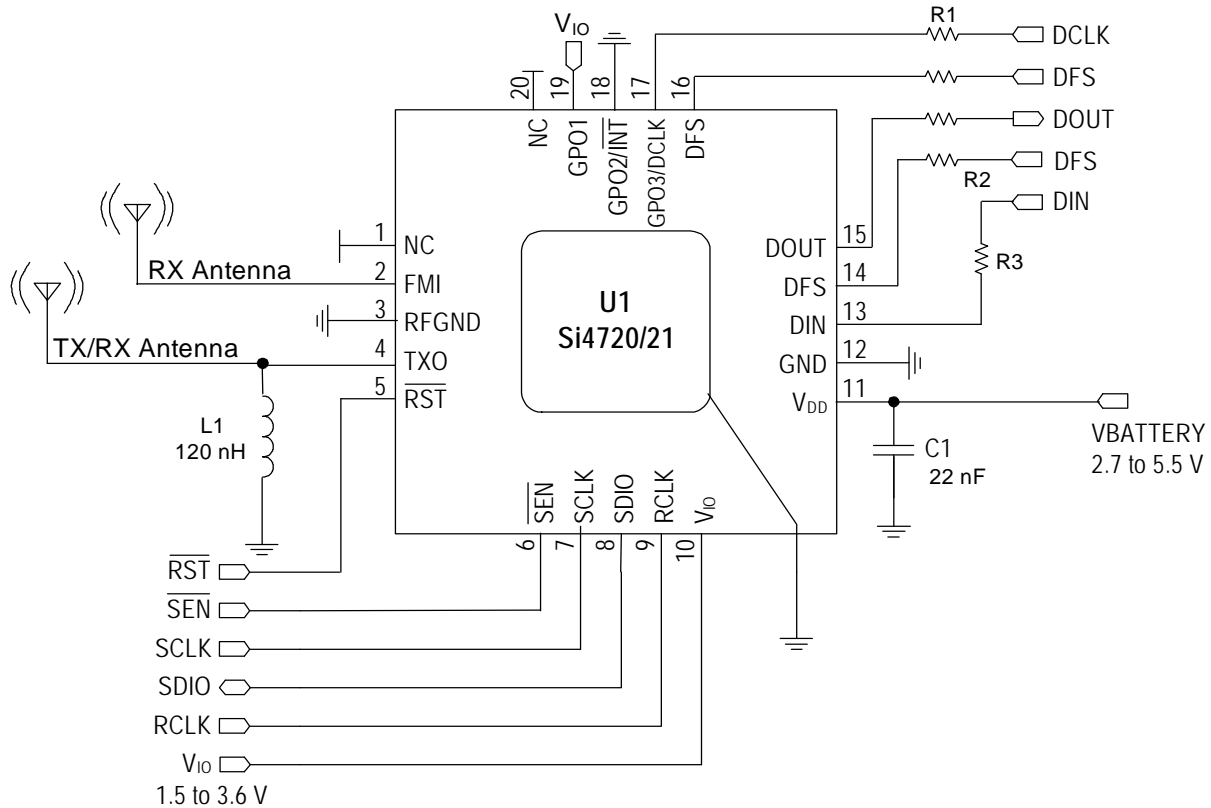 R1
V_IO
DCLK
20
19
18
17
16
DFS
NC
GPO1
GPO2/INT
GPO3/DCLK
DFS
DOUT
DFS
R2
DIN
1
NC
DOUT
15
R3
RX Antenna
2
FMI
DFS
14
U1
Si4720/21
3
RFGND
DIN
13
TX/RX Antenna
4
TXO
GND
12
5
RST
V_DD
11
L1
120 nH
C1
22 nF
VBATTERY
2.7 to 5.5 V
SEN
SCLK
SDIO
RCLK
V_IO
6
7
8
9
10
RST
SEN
SCLK
SDIO
RCLK
V_IO
1.5 to 3.6 V